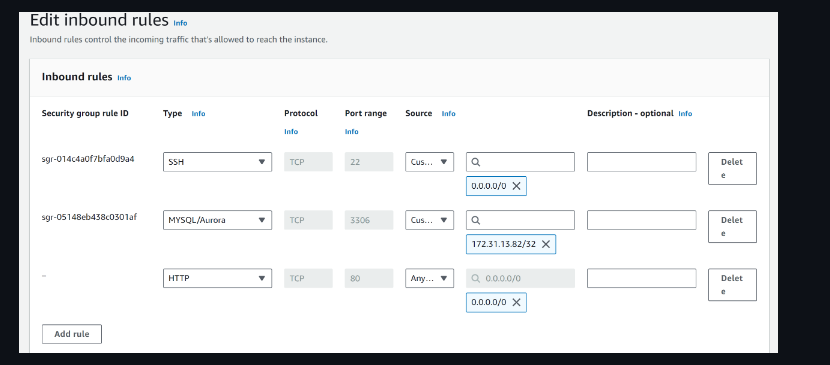 Edit inbound rules Info
Inbound rules control the incoming traffic that's allowed to reach the instance.
Inbound rules Info
Security group rule ID Type Info Protocol Info Port range Info Source Info Description - optional Info
sgr-014c4a0f7bfa0d9a4 SSH TCP 22 Cus... Delete
0.0.0.0/0
sgr-05148eb438c0301af MYSQL/Aurora TCP 3306 Cus... Delete
172.31.13.82/32
– HTTP TCP 80 Any... 0.0.0.0/0 Delete
0.0.0.0/0
Add rule